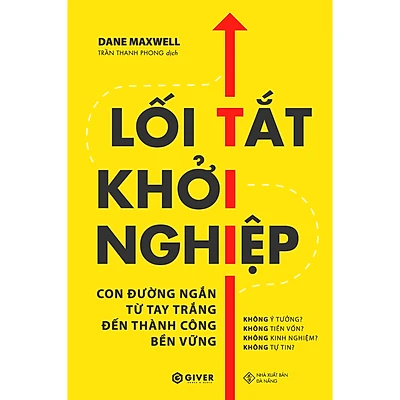 DANE MAXWELL
TRẦN THANH PHONG dịch
LỐI TẮT
KHỞI
NGHIỆP
CON ĐƯỜNG NGẮN
TỪ TAY TRẮNG
ĐẾN THÀNH CÔNG
BỀN VỮNG
KHÔNG Ý TƯỞNG?
KHÔNG TIỀN VỐN?
KHÔNG KINH NGHIỆM?
KHÔNG TỰ TIN?
GIVER
NHÀ XUẤT BẢN
ĐÀ NẴNG